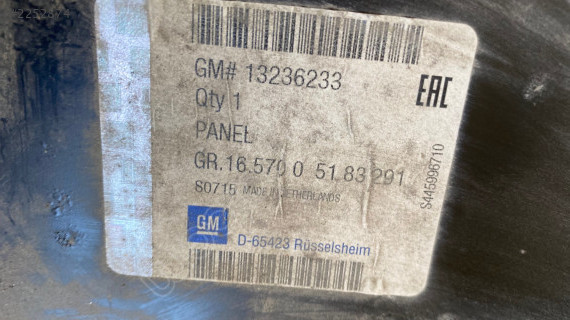 GM# 13236233
Qty 1
PANEL
GR.16.570 0 51.83 291
S0715 MADE IN NETHERLANDS
GM
D-65423 Rüsselsheim
EAC
S445996710